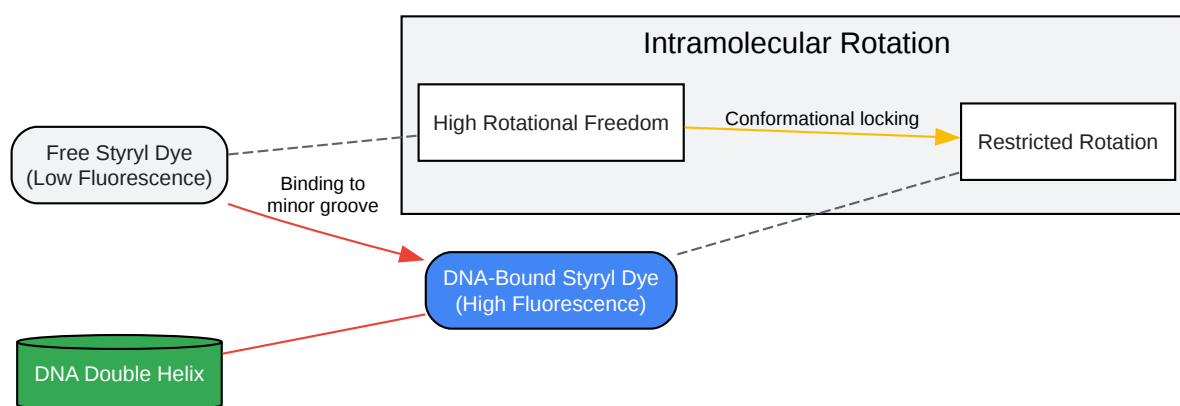 Intramolecular Rotation
High Rotational Freedom
Conformational locking
Restricted Rotation
Free Styryl Dye
(Low Fluorescence)
Binding to
minor groove
DNA-Bound Styryl Dye
(High Fluorescence)
DNA Double Helix